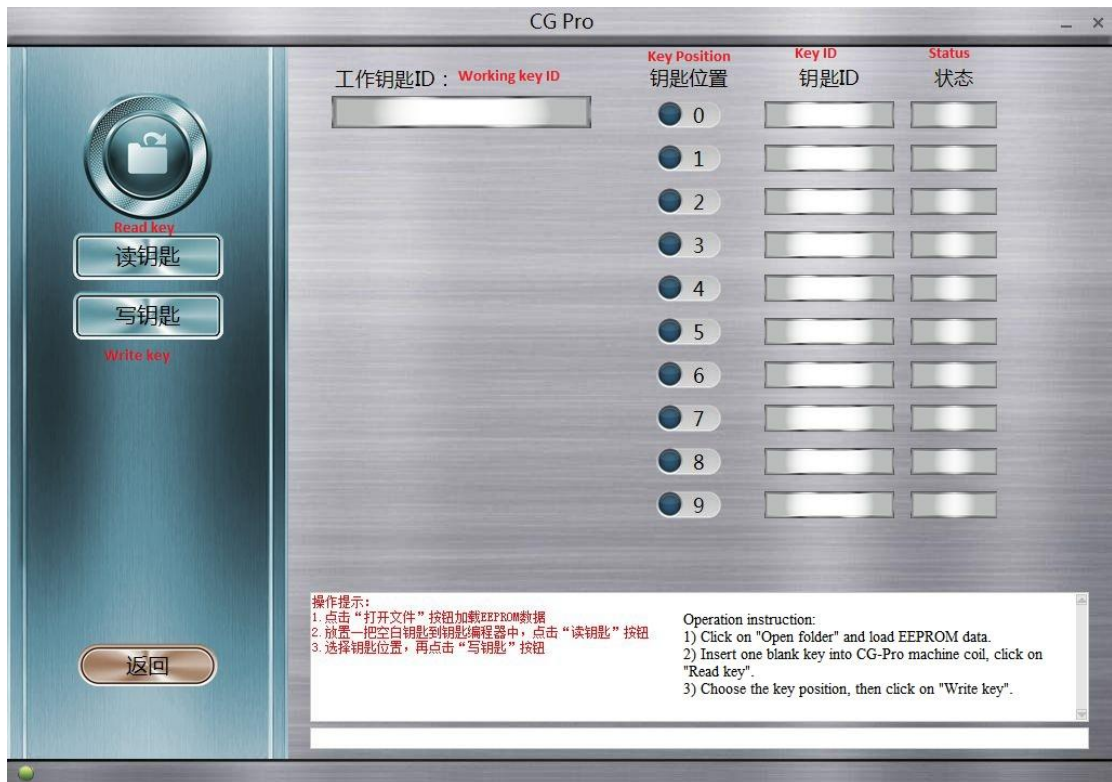 CG Pro
Read key
读钥匙
写钥匙
Write key
返回
工作钥匙ID： Working key ID
Key Position Key ID Status
钥匙位置 钥匙ID 状态
0
1
2
3
4
5
6
7
8
9
操作提示：
1.点击“打开文件”按钮加载EEPROM数据
2.放置一把空白钥匙到钥匙编程器中，点击“读钥匙”按钮
3.选择钥匙位置，再点击“写钥匙”按钮
Operation instruction:
1) Click on "Open folder" and load EEPROM data.
2) Insert one blank key into CG-Pro machine coil, click on
"Read key".
3) Choose the key position, then click on "Write key".